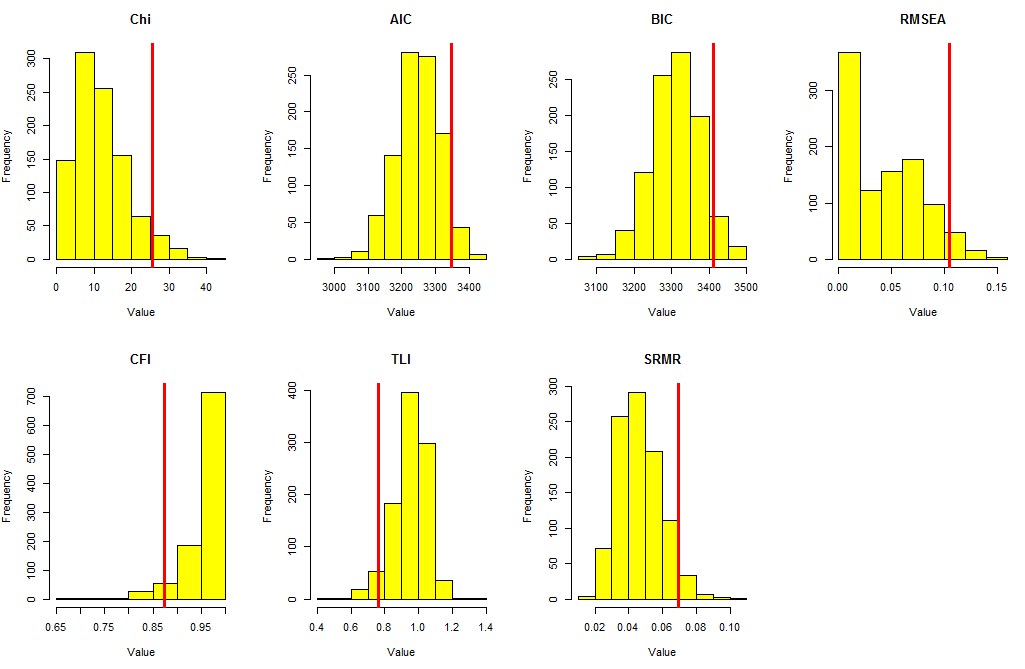 Chi
AIC
BIC
RMSEA
Frequency
0 50 100 150 200 250 300
Frequency
0 50 100 150 200 250
Frequency
0 50 100 150 200 250
Frequency
0 100 200 300
0 10 20 30 40
3000 3100 3200 3300 3400
3100 3200 3300 3400 3500
0.00 0.05 0.10 0.15
Value
Value
Value
Value
CFI
TLI
SRMR
Frequency
0 100 200 300 400 500 600 700
Frequency
0 100 200 300 400
Frequency
0 50 100 150 200 250 300
0.65 0.75 0.85 0.95
0.4 0.6 0.8 1.0 1.2 1.4
0.02 0.04 0.06 0.08 0.10
Value
Value
Value